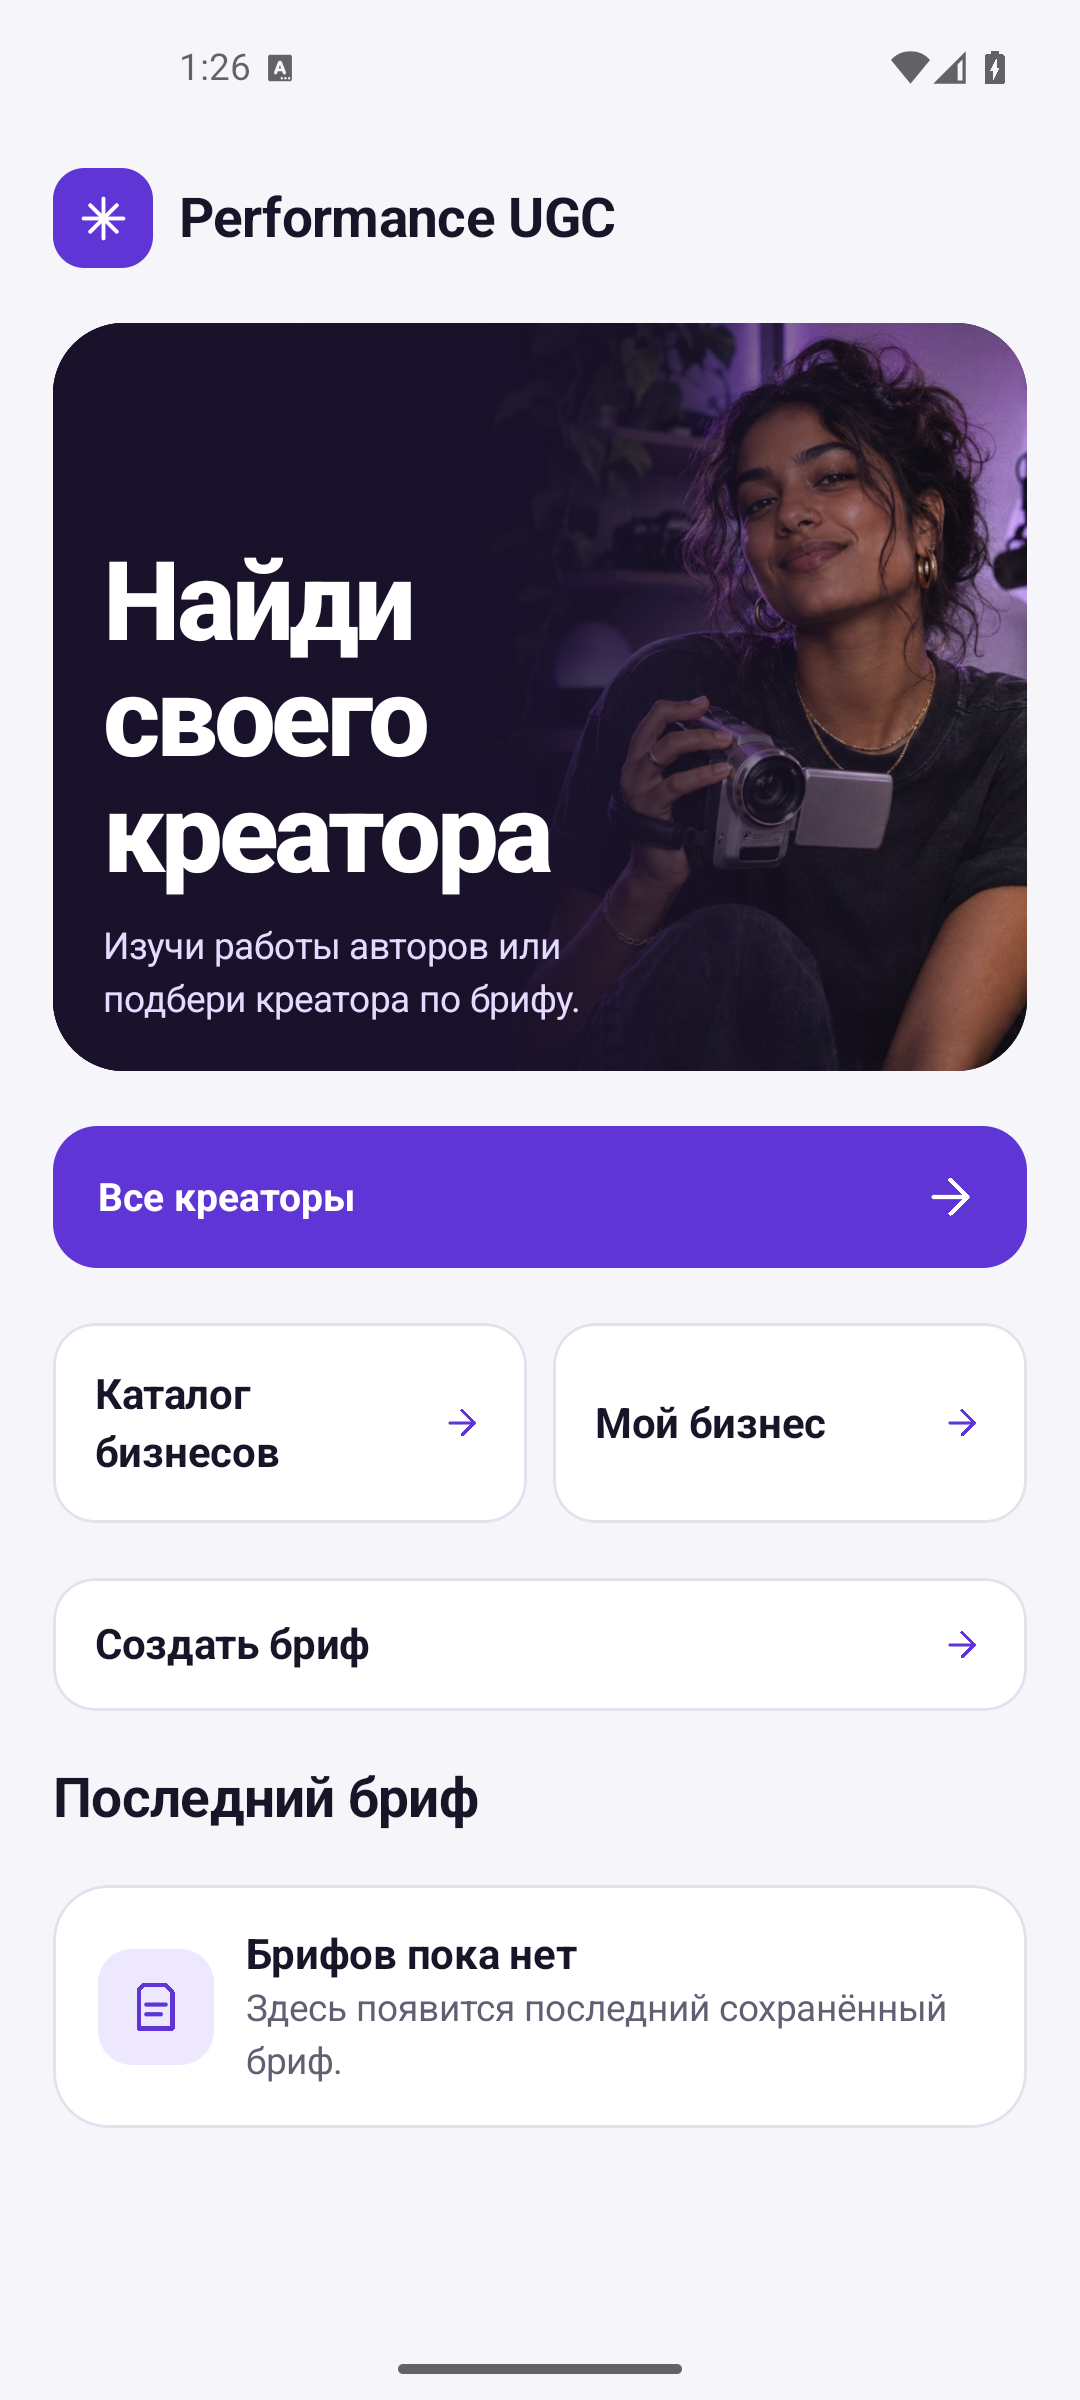 1:26 A
Performance UGC
Найди
своего
креатора
Изучи работы авторов или
подбери креатора по брифу.
Все креаторы
Каталог
бизнесов
Мой бизнес
Создать бриф
Последний бриф
Брифов пока нет
Здесь появится последний сохранённый
бриф.